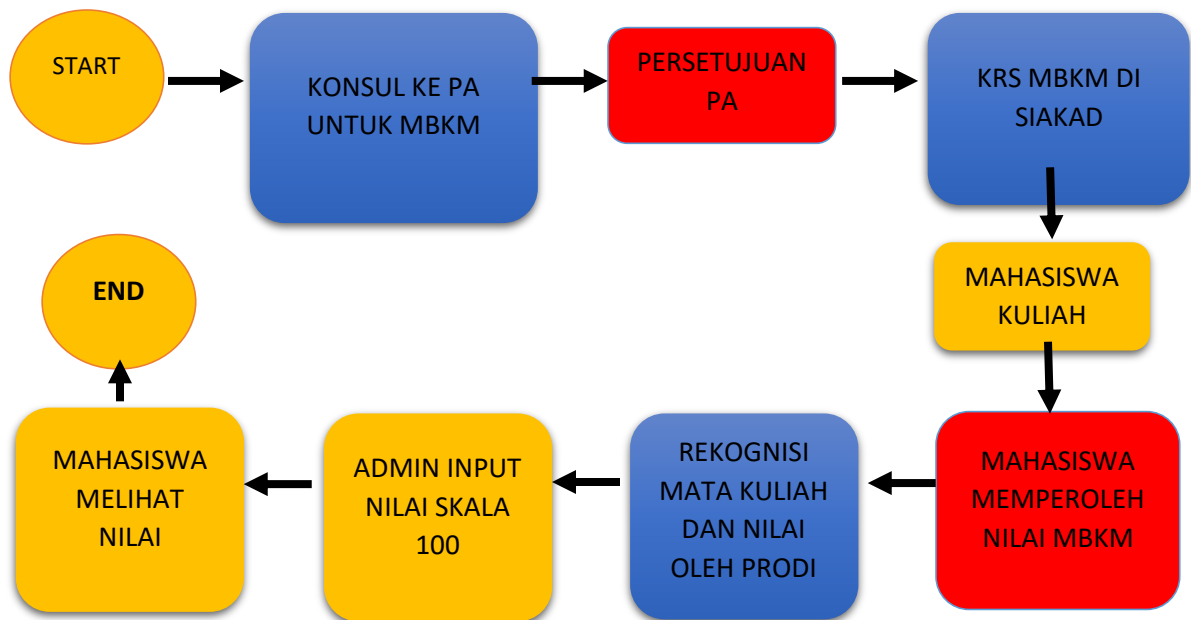 START
KONSUL KE PA
UNTUK MBKM
PERSETUJUAN
PA
KRS MBKM DI
SIAKAD
MAHASISWA
KULIAH
MAHASISWA
MEMPEROLEH
NILAI MBKM
REKOGNISI
MATA KULIAH
DAN NILAI
OLEH PRODI
ADMIN INPUT
NILAI SKALA
100
MAHASISWA
MELIHAT
NILAI
END